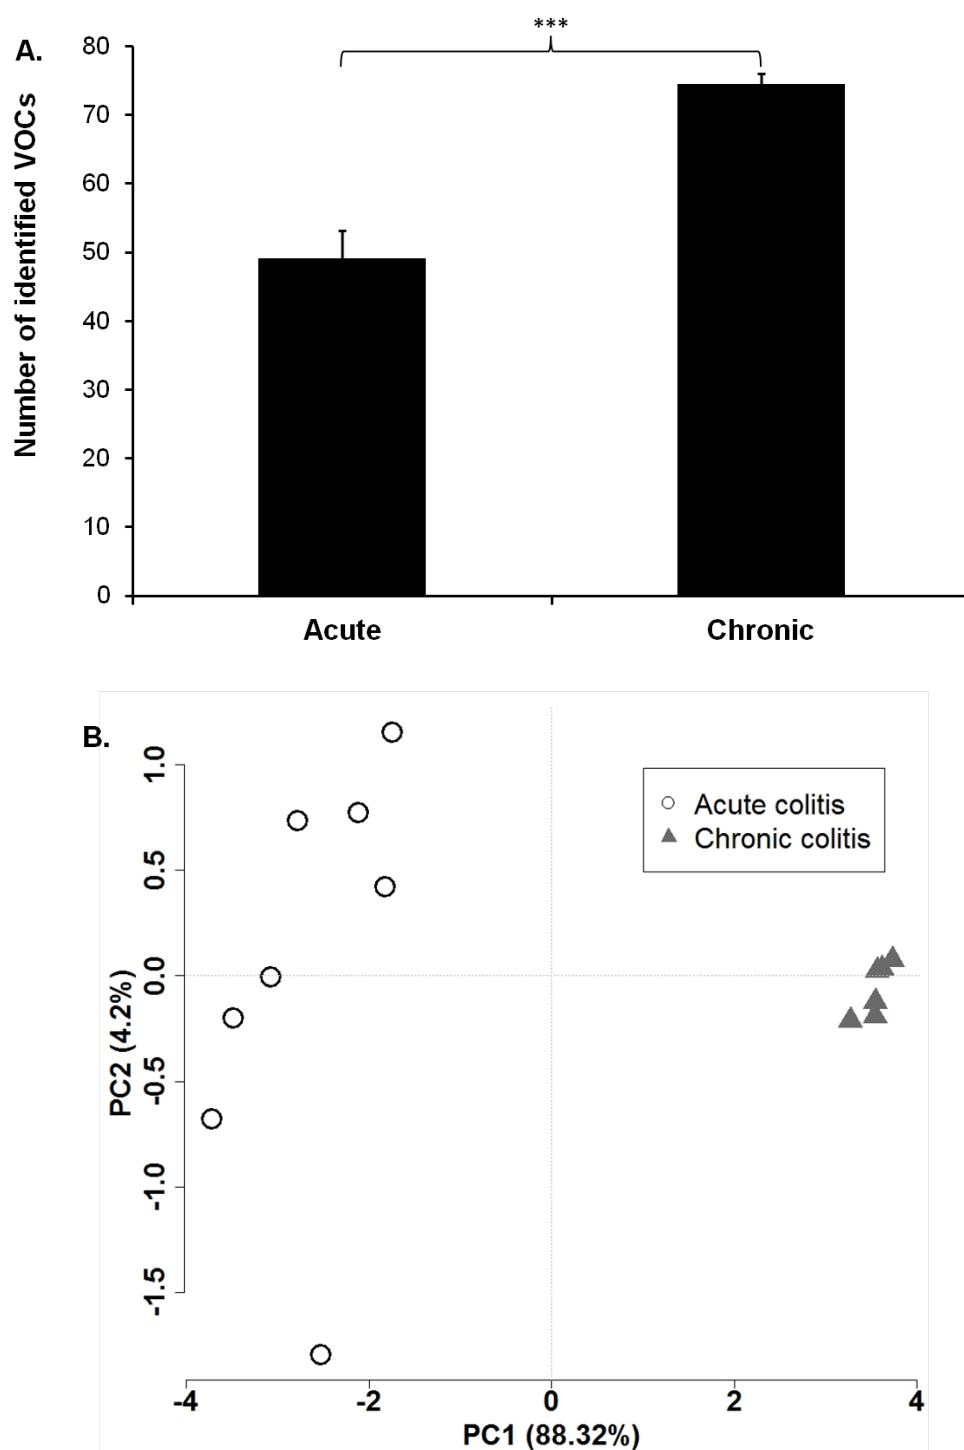 A.
***
Number of identified VOCs
80
70
60
50
40
30
20
10
0
Acute
Chronic
B.
Acute colitis
Chronic colitis
PC2 (4.2%)
1.0
0.5
0.0
-0.5
-1.0
-1.5
-4
-2
0
2
4
PC1 (88.32%)